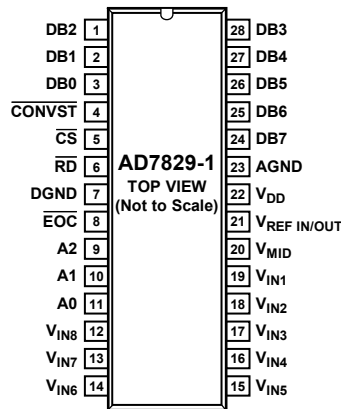 DB2 1 28 DB3
DB1 2 27 DB4
DB0 3 26 DB5
CONVST 4 25 DB6
CS 5 24 DB7
RD 6 AD7829-1 23 AGND
DGND 7 TOP VIEW 22 VDD
EOC 8 (Not to Scale) 21 VREF IN/OUT
A2 9 20 VMID
A1 10 19 VIN1
A0 11 18 VIN2
VIN8 12 17 VIN3
VIN7 13 16 VIN4
VIN6 14 15 VIN5